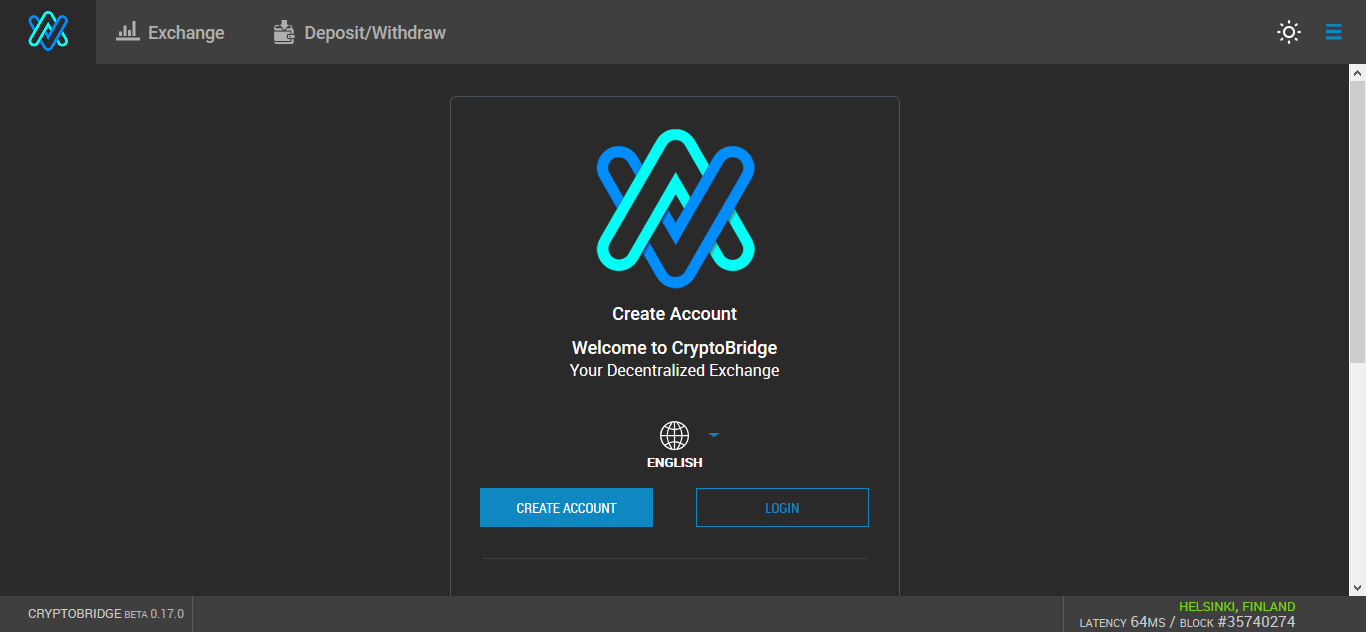 Exchange
Deposit/Withdraw
Create Account
Welcome to CryptoBridge
Your Decentralized Exchange
ENGLISH
CREATE ACCOUNT
LOGIN
CRYPTOBRIDGE BETA 0.17.0
HELSINKI, FINLAND
LATENCY 64MS / BLOCK #35740274